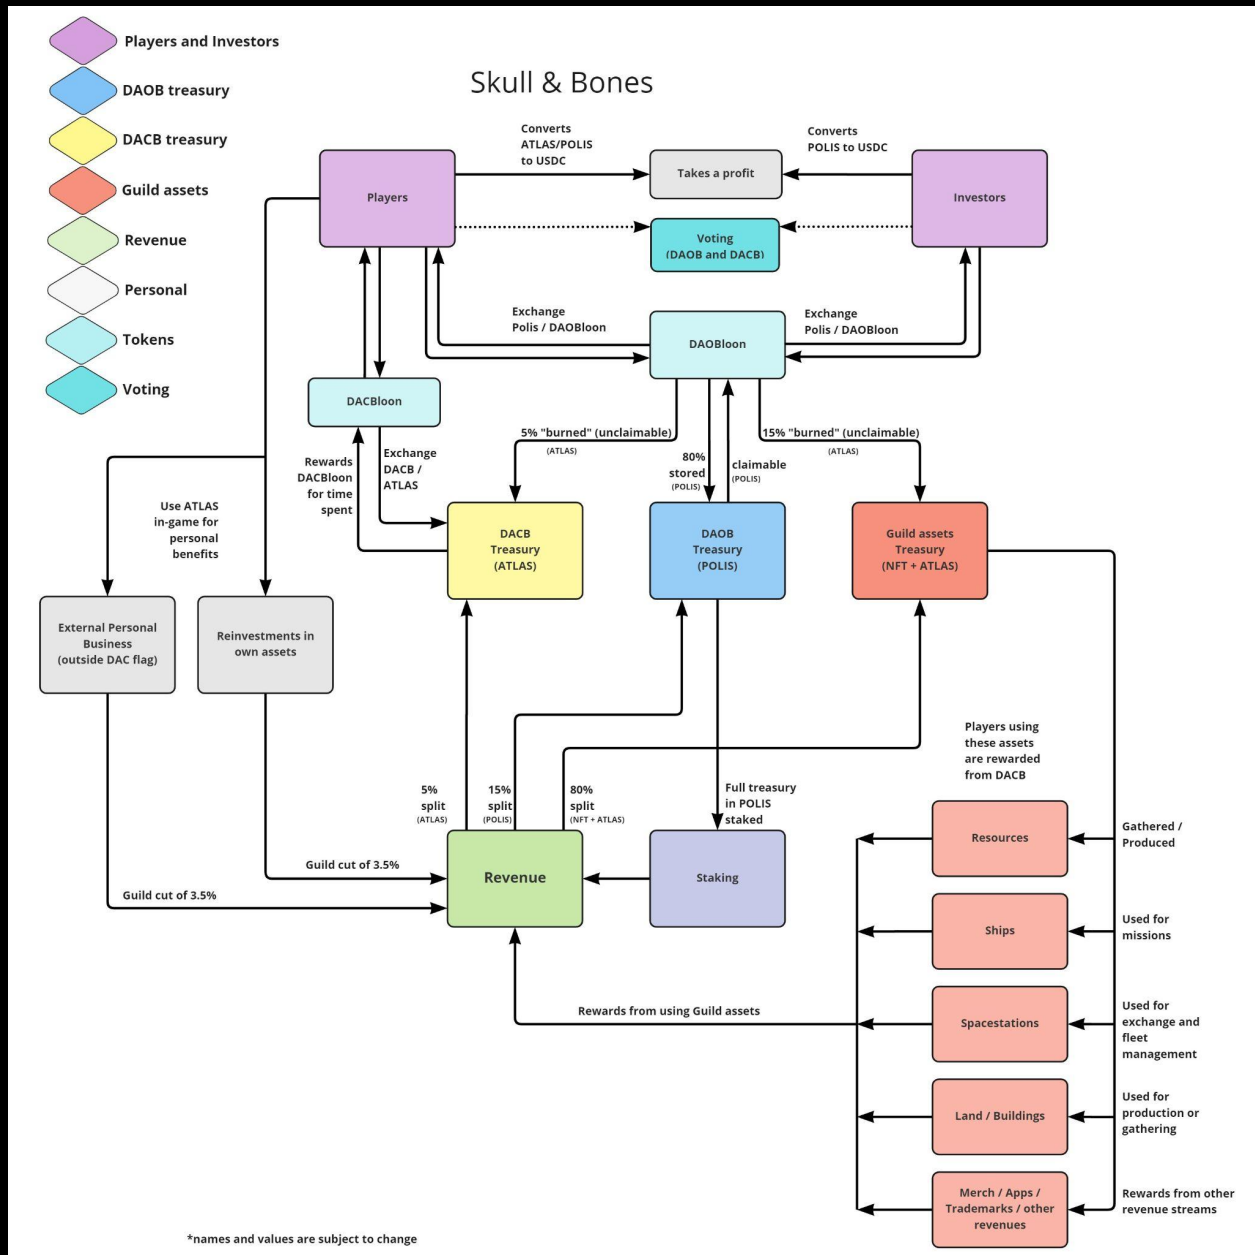 Players and Investors
DAOB treasury
DACB treasury
Guild assets
Revenue
Personal
Tokens
Voting
Skull & Bones
Converts
ATLAS/POLIS
to USDC
Converts
POLIS to USDC
Players
Takes a profit
Investors
Voting
(DAOB and DACB)
Exchange
Polis / DAOBloon
DAOBloon
Exchange
Polis / DAOBloon
DACBloon
5% "burned" (unclaimable)
(ATLAS)
80%
stored
(POLIS)
claimable
(POLIS)
15% "burned" (unclaimable)
(ATLAS)
Rewards
DACBloon
for time
spent
Exchange
DACB /
ATLAS
Use ATLAS
in-game for
personal
benefits
DACB
Treasury
(ATLAS)
DAOB
Treasury
(POLIS)
Guild assets
Treasury
(NFT + ATLAS)
External Personal
Business
(outside DAC flag)
Reinvestments in
own assets
Players using
these assets
are rewarded
from DACB
5%
split
(ATLAS)
15%
split
(POLIS)
80%
split
(NFT + ATLAS)
Full treasury
in POLIS
staked
Resources
Gathered /
Produced
Guild cut of 3.5%
Guild cut of 3.5%
Revenue
Staking
Ships
Used for
missions
Rewards from using Guild assets
Spacestations
Used for
exchange and
fleet
management
Land / Buildings
Used for
production or
gathering
Merch / Apps /
Trademarks / other
revenues
Rewards from other
revenue streams
*names and values are subject to change